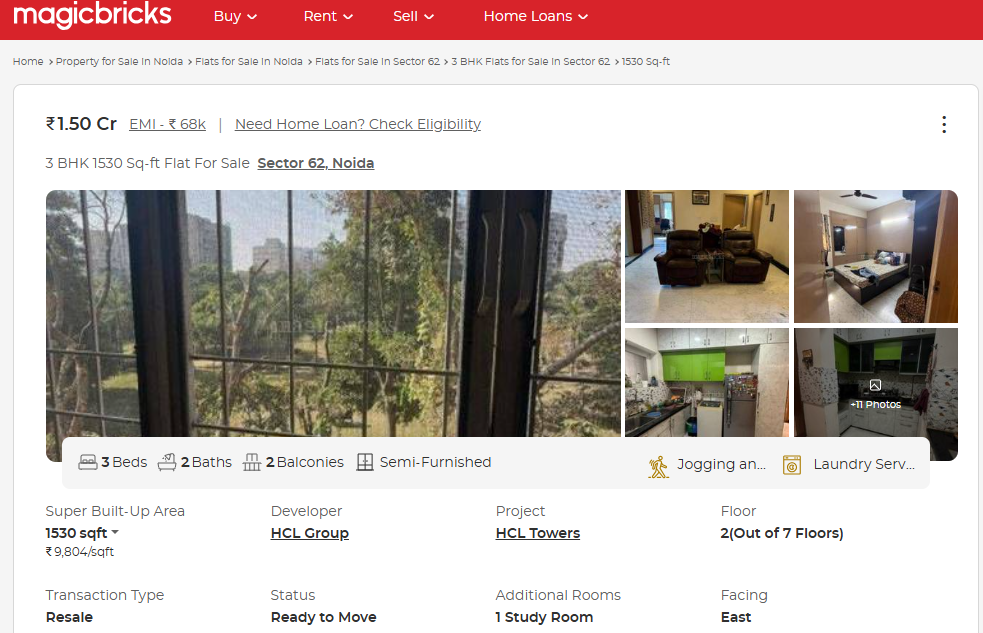 magicbricks
Buy Rent Sell Home Loans
Home > Property for Sale in Noida > Flats for Sale in Noida > Flats for Sale in Sector 62 > 3 BHK Flats for Sale in Sector 62 > 1530 Sq-ft
₹1.50 Cr EMI - ₹ 68k | Need Home Loan? Check Eligibility
3 BHK 1530 Sq-ft Flat For Sale Sector 62, Noida
magicbricks
+11 Photos
3 Beds 2 Baths 2 Balconies Semi-Furnished Jogging an... Laundry Serv...
Super Built-Up Area Developer Project Floor
1530 sqft HCL Group HCL Towers 2(Out of 7 Floors)
₹ 9,804/sqft
Transaction Type Status Additional Rooms Facing
Resale Ready to Move 1 Study Room East